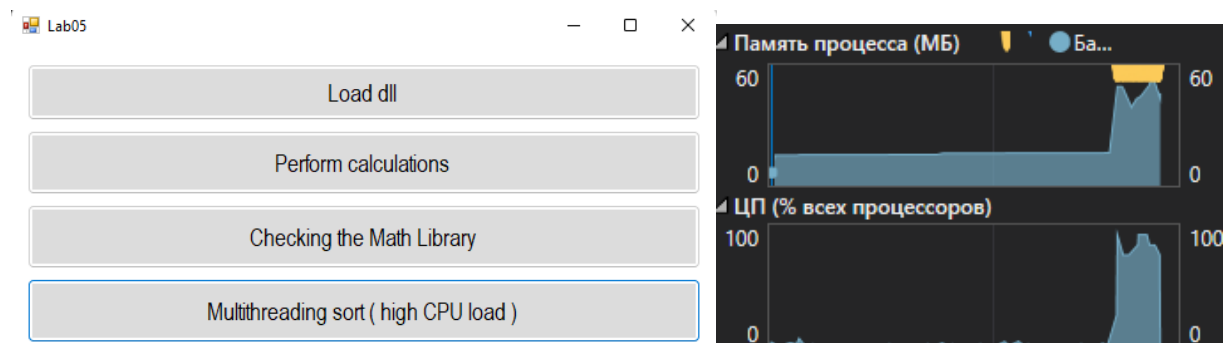 Lab05
Load dll
Perform calculations
Checking the Math Library
Multithreading sort ( high CPU load )
Память процесса (МБ) Ба...
60 60
0 0
ЦП (% всех процессоров)
100 100
0 0